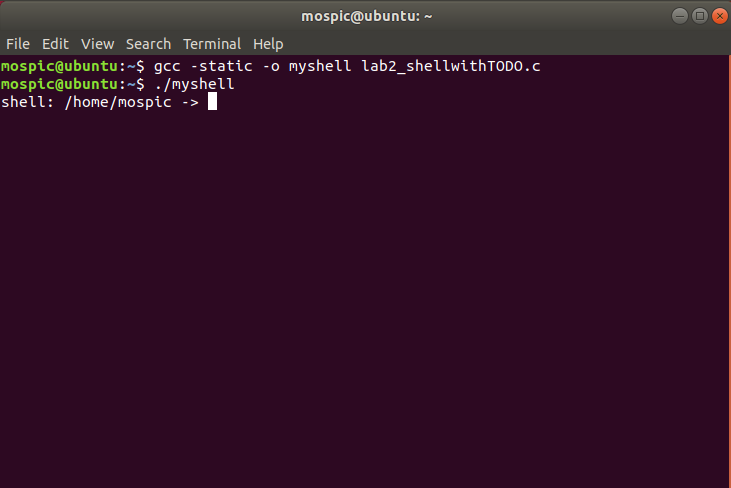 mospic@ubuntu: ~
File Edit View Search Terminal Help
mospic@ubuntu:~$ gcc -static -o myshell lab2_shellwithTODO.c
mospic@ubuntu:~$ ./myshell
shell: /home/mospic ->